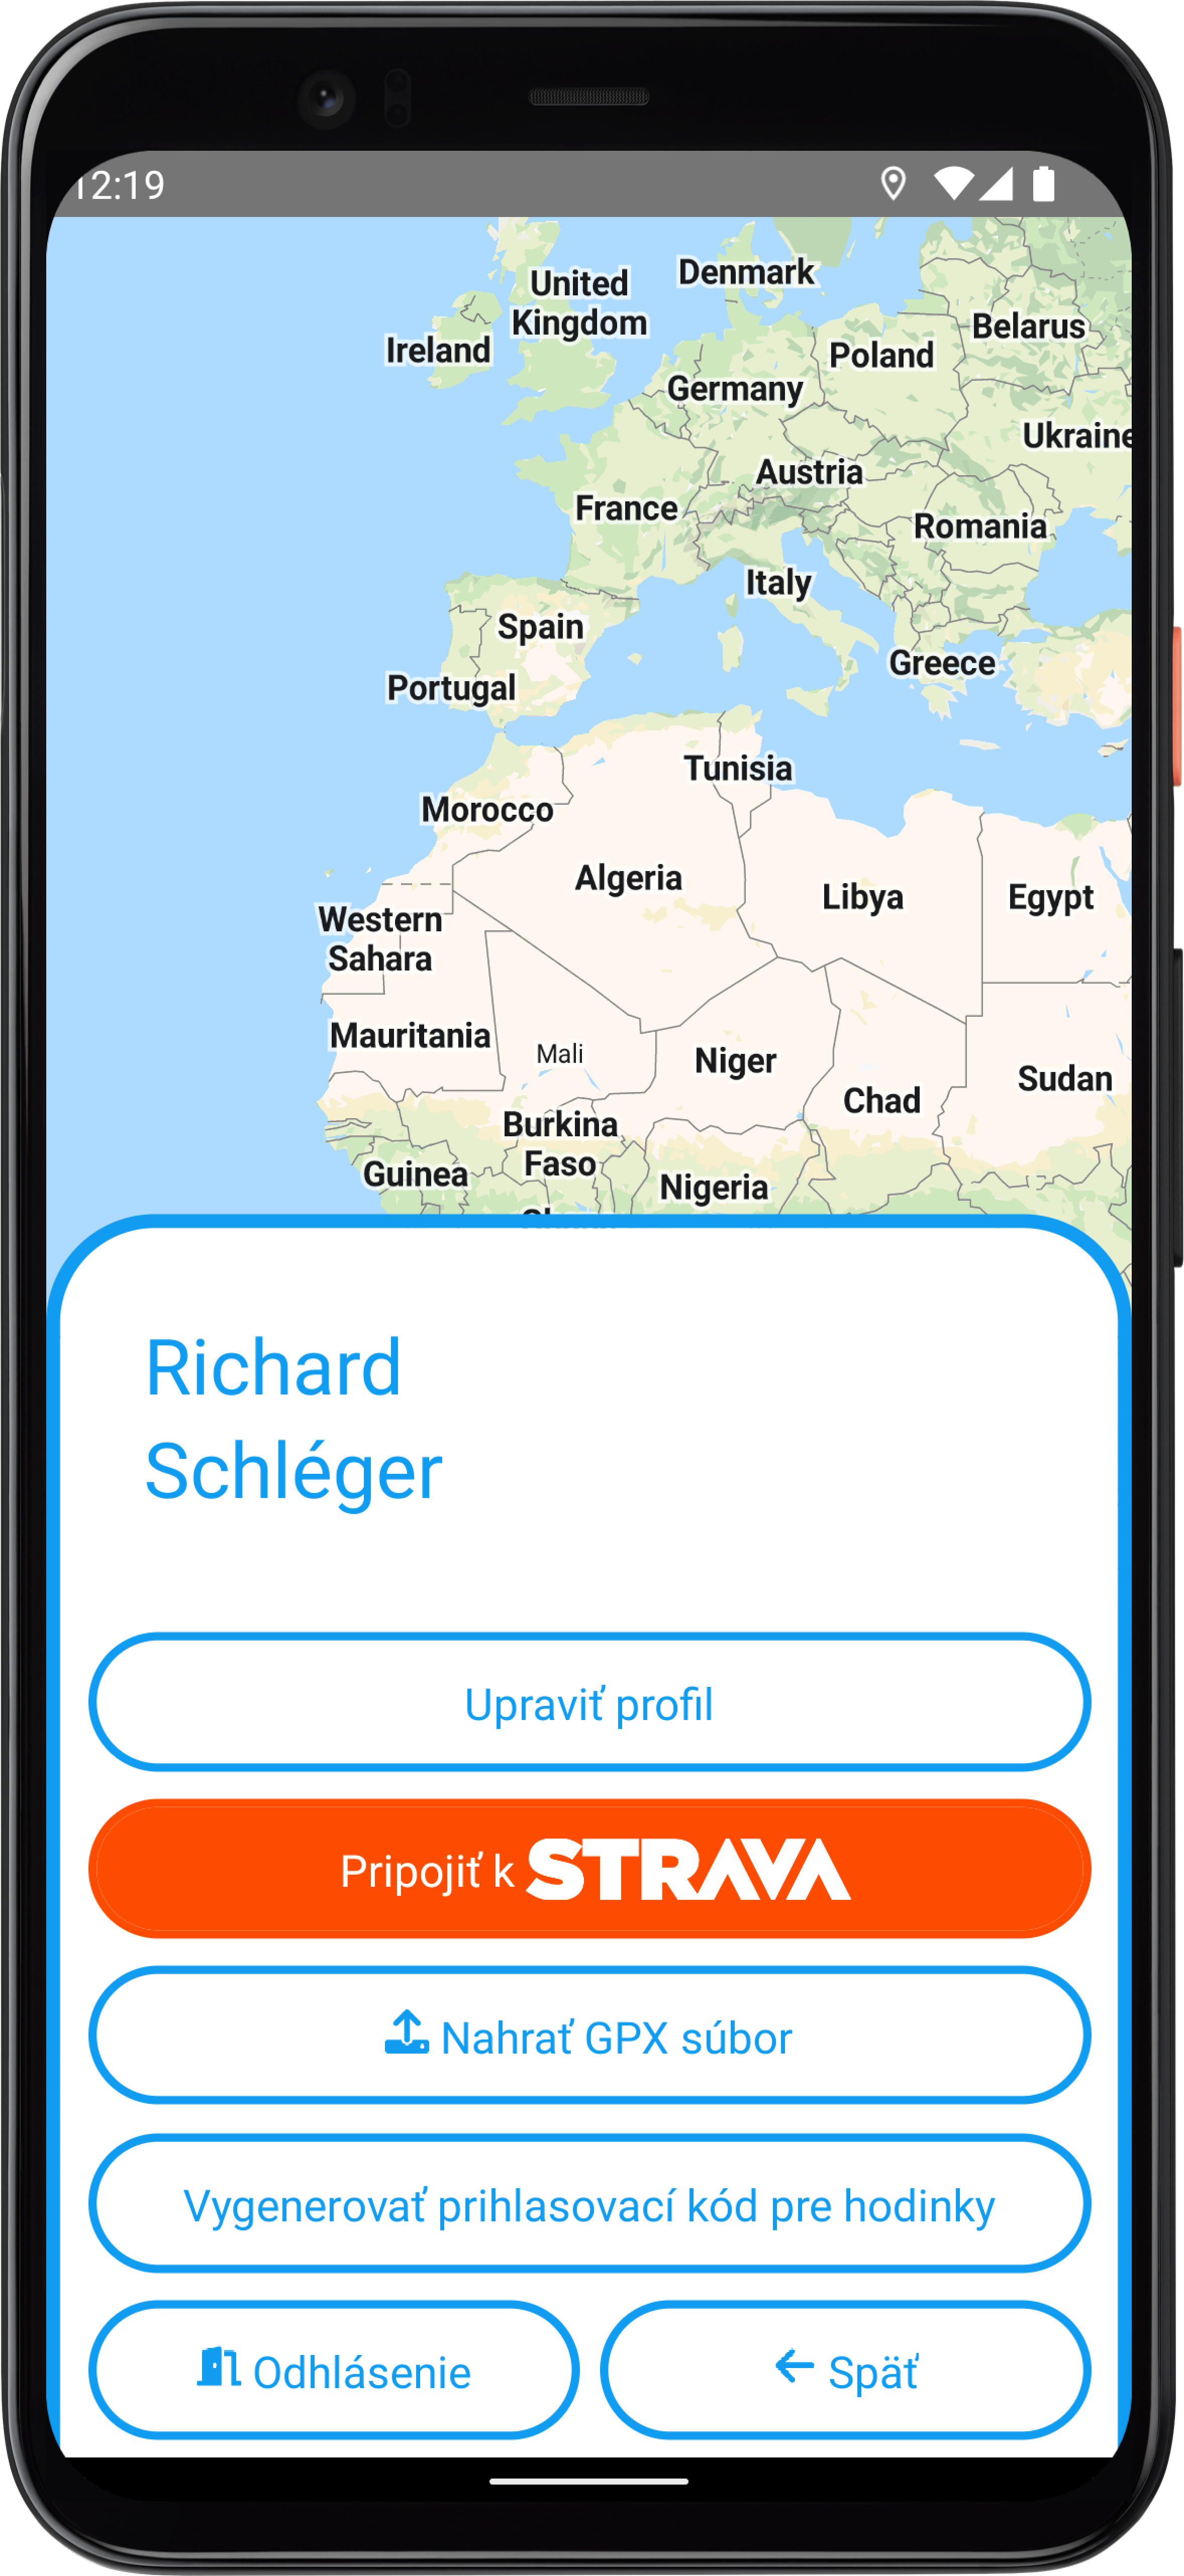 12:19
Denmark
United
Kingdom
Belarus
Ireland
Poland
Germany
Ukraine
Austria
France
Romania
Italy
Spain
Greece
Portugal
Tunisia
Morocco
Algeria
Libya
Egypt
Western
Sahara
Mauritania
Mali
Niger
Sudan
Chad
Burkina
Faso
Guinea
Nigeria
Richard
Schléger
Upraviť profil
Pripojiť k STRAVA
Nahrať GPX súbor
Vygenerovať prihlasovací kód pre hodinky
Odhlásenie
Späť